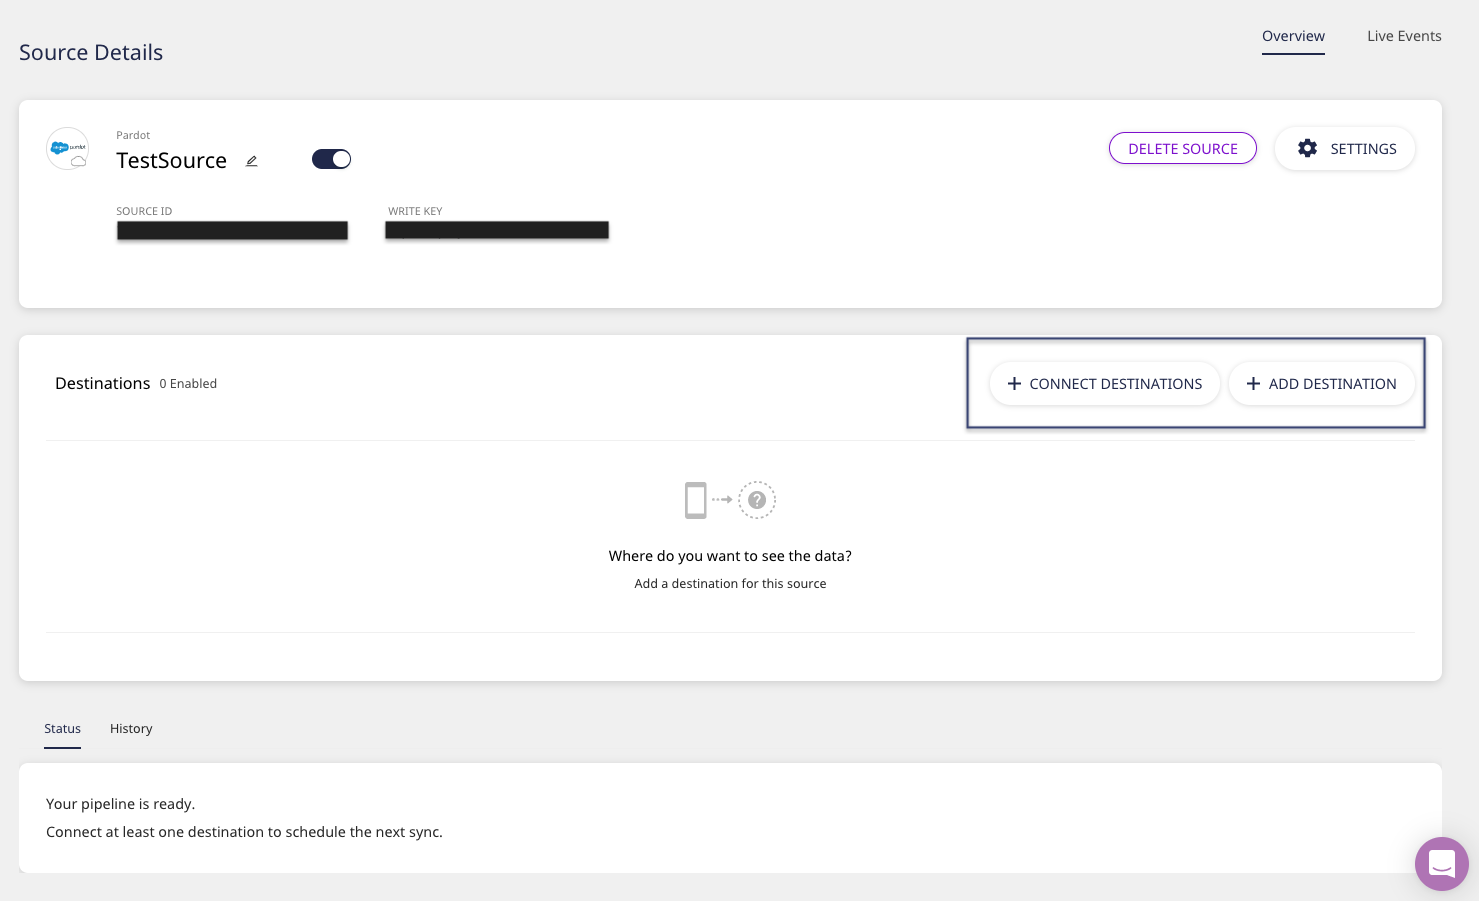 Source Details
Overview
Live Events
Pardot
TestSource
DELETE SOURCE
SETTINGS
SOURCE ID
WRITE KEY
Destinations 0 Enabled
CONNECT DESTINATIONS
ADD DESTINATION
Where do you want to see the data?
Add a destination for this source
Status
History
Your pipeline is ready.
Connect at least one destination to schedule the next sync.